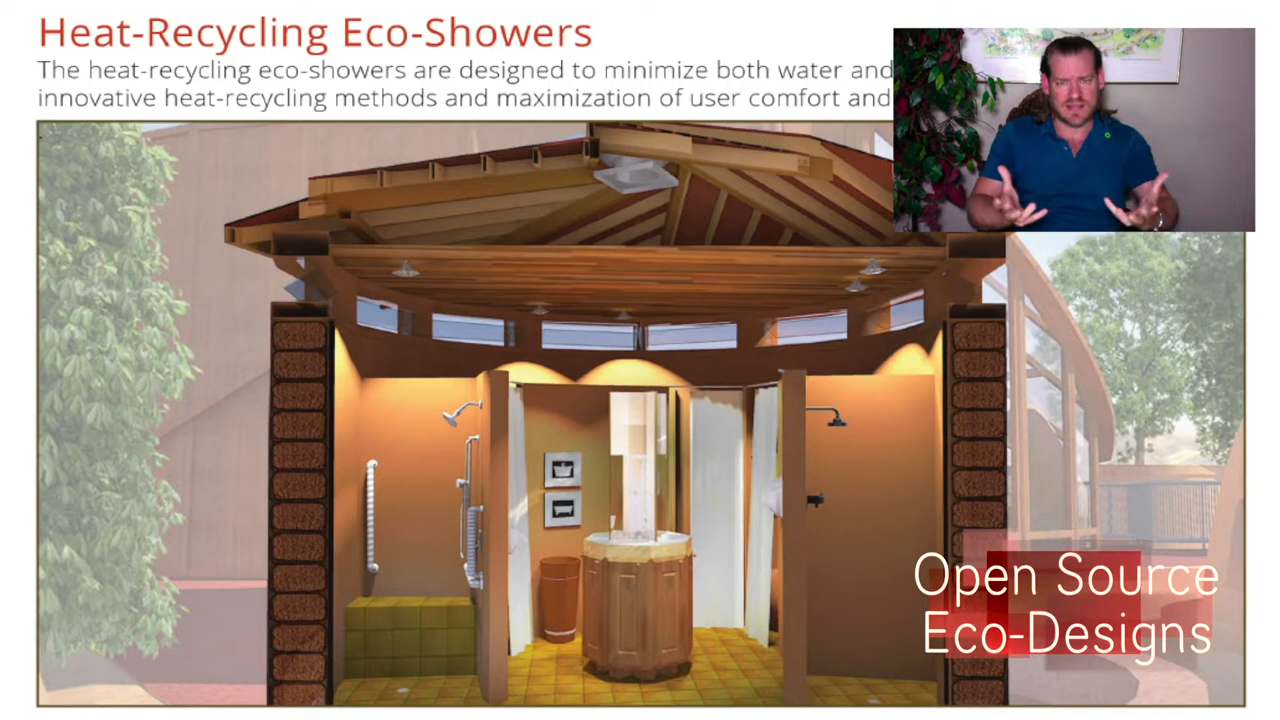 Heat-Recycling Eco-Showers
The heat-recycling eco-showers are designed to minimize both water and
innovative heat-recycling methods and maximization of user comfort and
Open Source
Eco-Designs